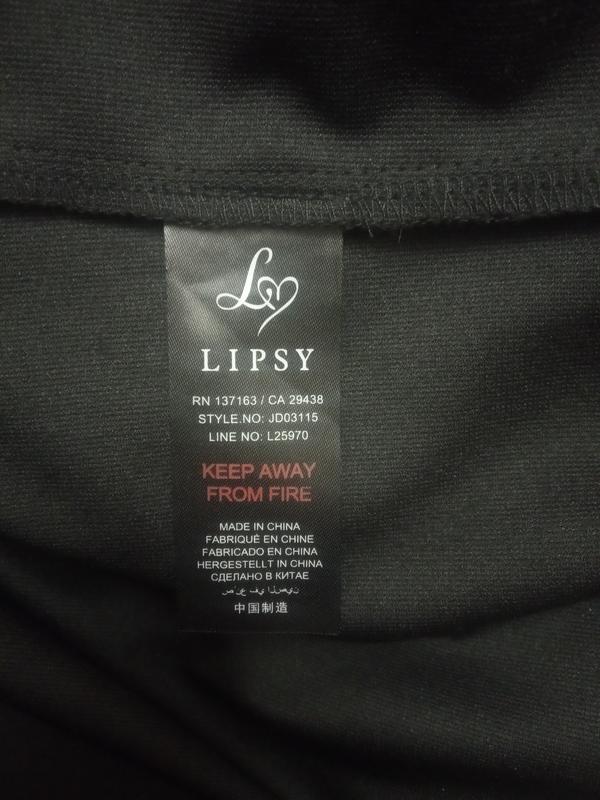 LIPSY
RN 137163 / CA 29438
STYLE.NO: JD03115
LINE NO: L25970
KEEP AWAY
FROM FIRE
MADE IN CHINA
FABRIQUÉ EN CHINE
FABRICADO EN CHINA
HERGESTELLT IN CHINA
СДЕЛАНО В КИТАЕ
صنع في الصين
中国制造